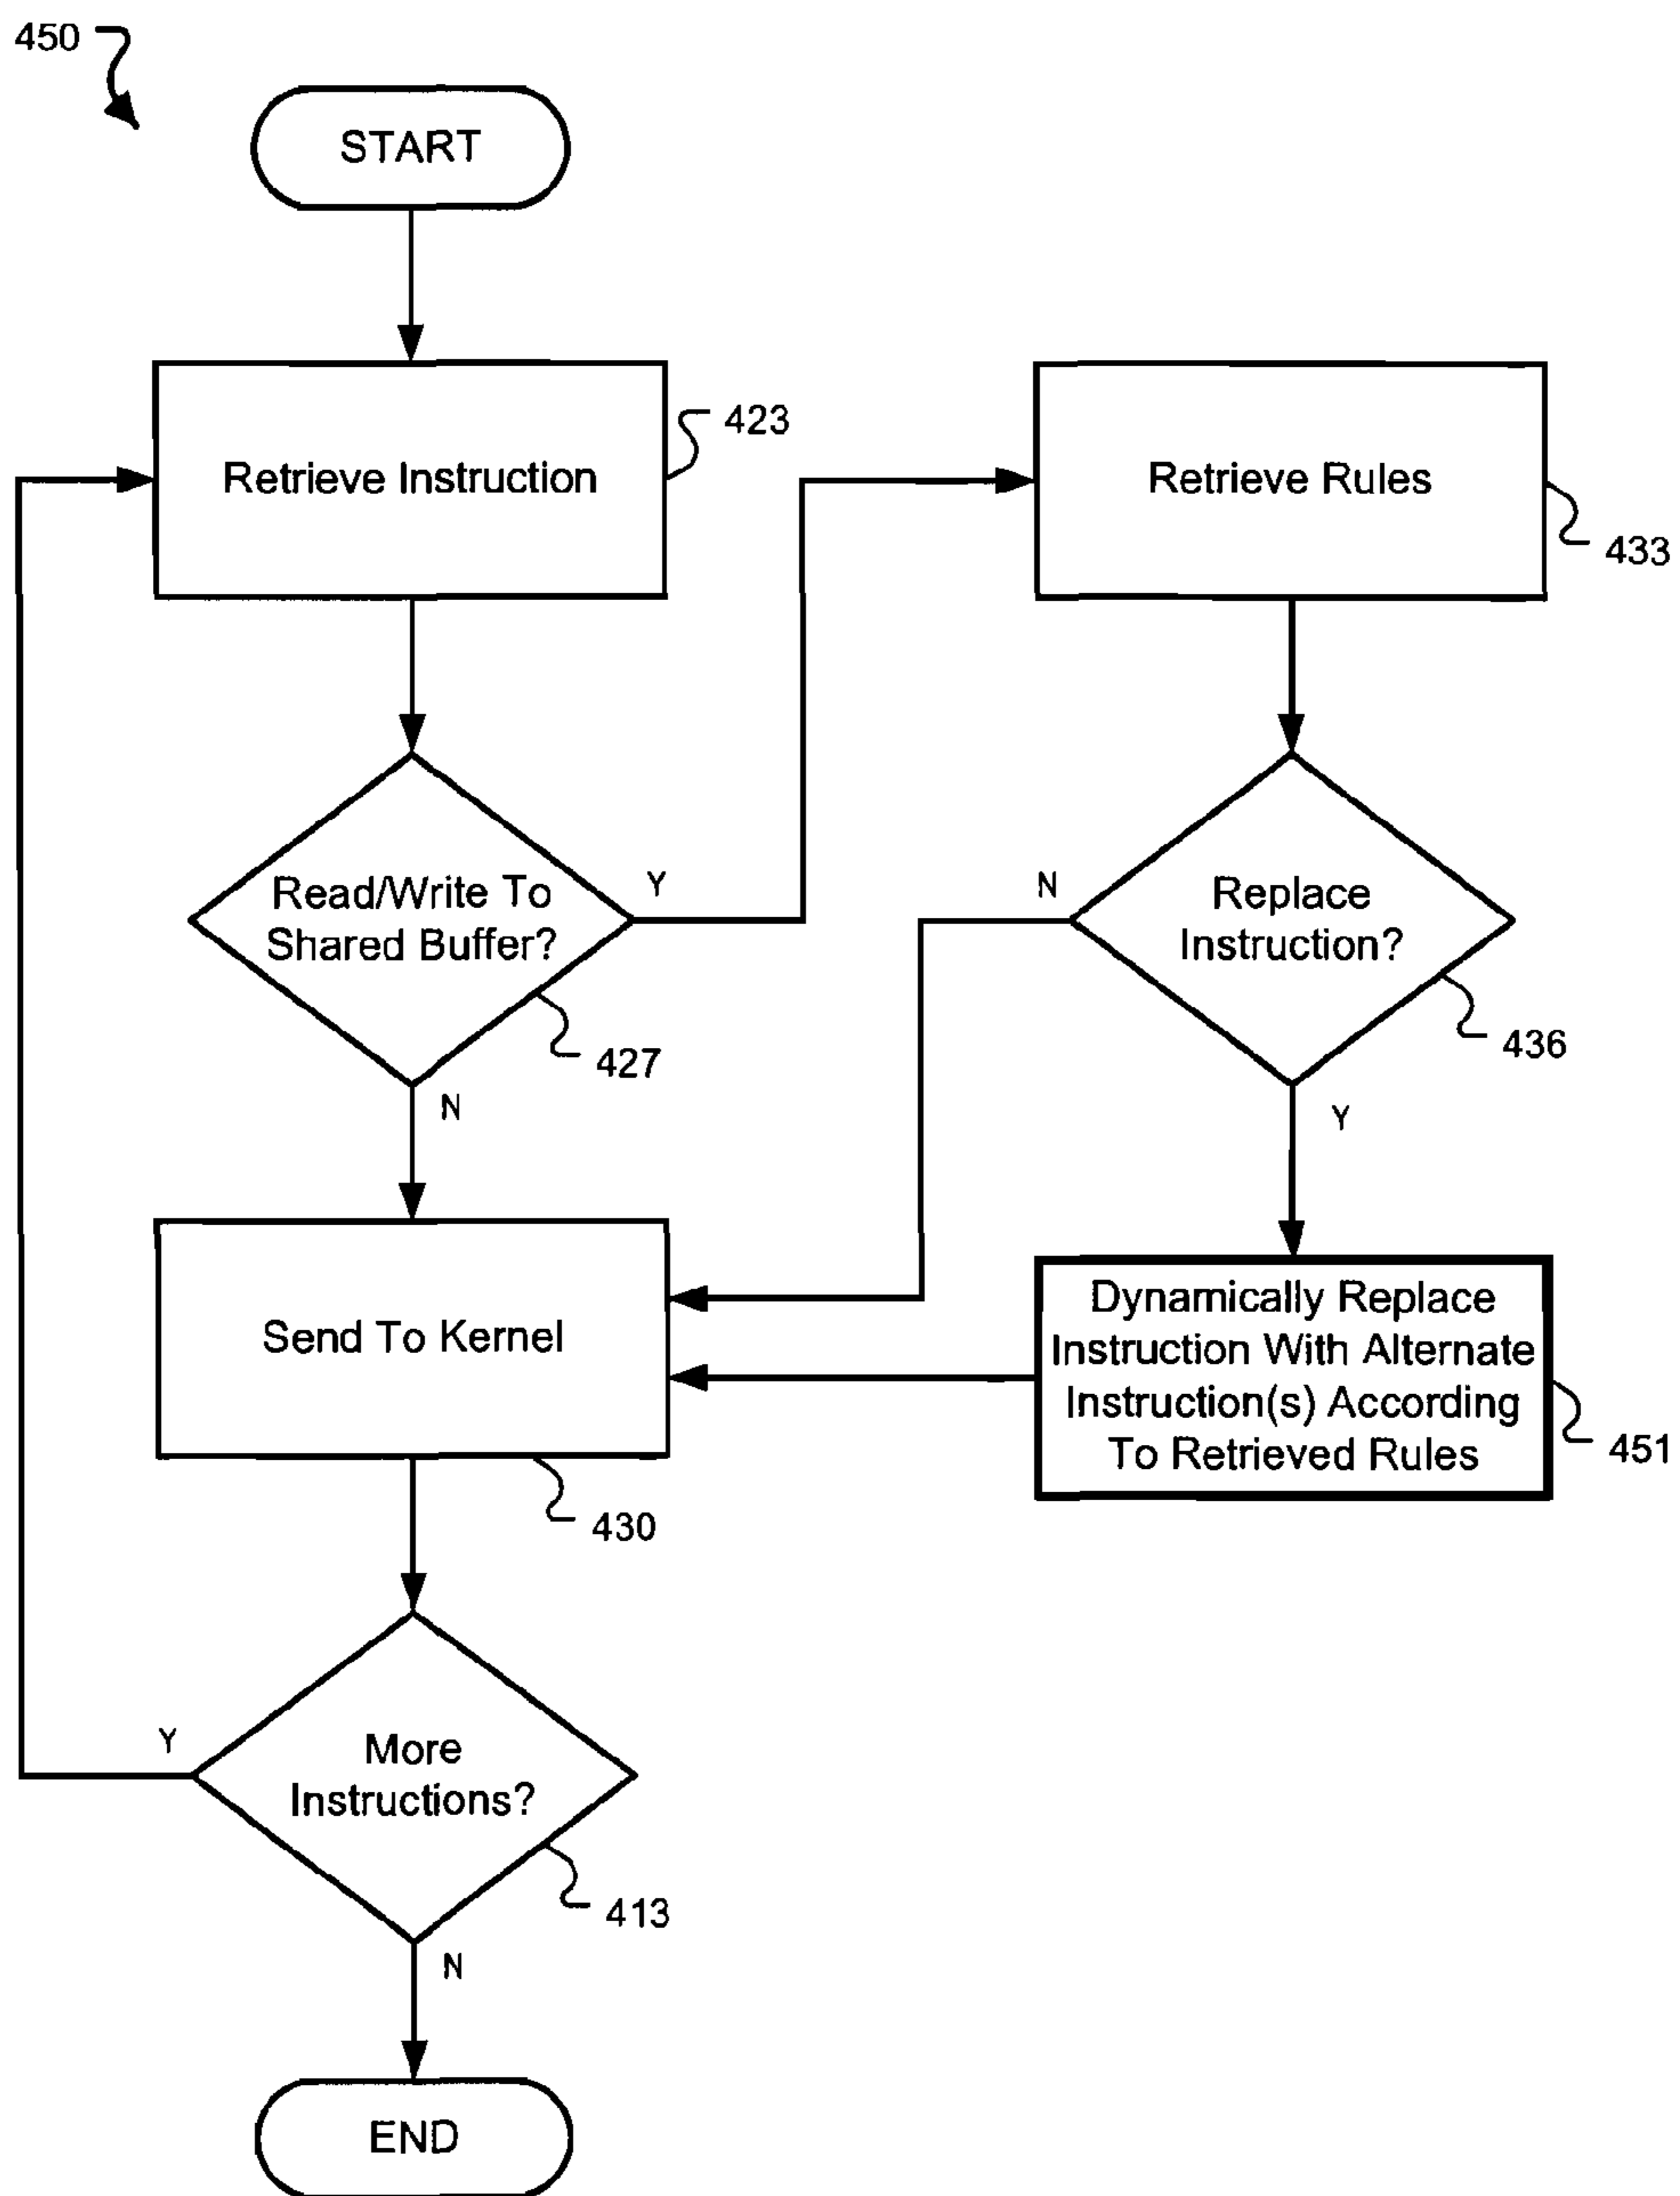 450
START
Retrieve Instruction
423
Retrieve Rules
433
Read/Write To
Shared Buffer?
Y
427
N
Replace
Instruction?
N
436
Y
Send To Kernel
430
Dynamically Replace
Instruction With Alternate
Instruction(s) According
To Retrieved Rules
451
More
Instructions?
Y
413
N
END